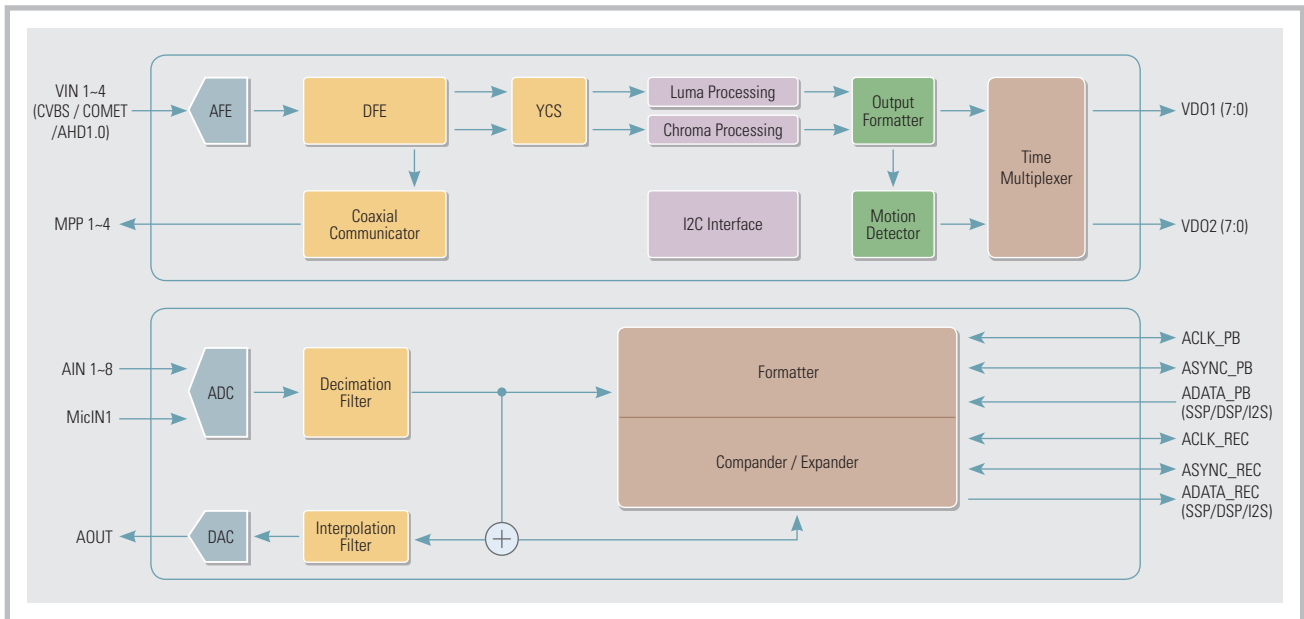 VIN 1~4
(CVBS / COMET
/AHD1.0)
AFE
DFE
YCS
Luma Processing
Chroma Processing
Output
Formatter
Time
Multiplexer
VDO1 (7:0)
MPP 1~4
Coaxial
Communicator
I2C Interface
Motion
Detector
VDO2 (7:0)
AIN 1~8
MicIN1
ADC
Decimation
Filter
Formatter
Compander / Expander
ACLK_PB
ASYNC_PB
ADATA_PB
(SSP/DSP/I2S)
ACLK_REC
ASYNC_REC
ADATA_REC
(SSP/DSP/I2S)
AOUT
DAC
Interpolation
Filter
+